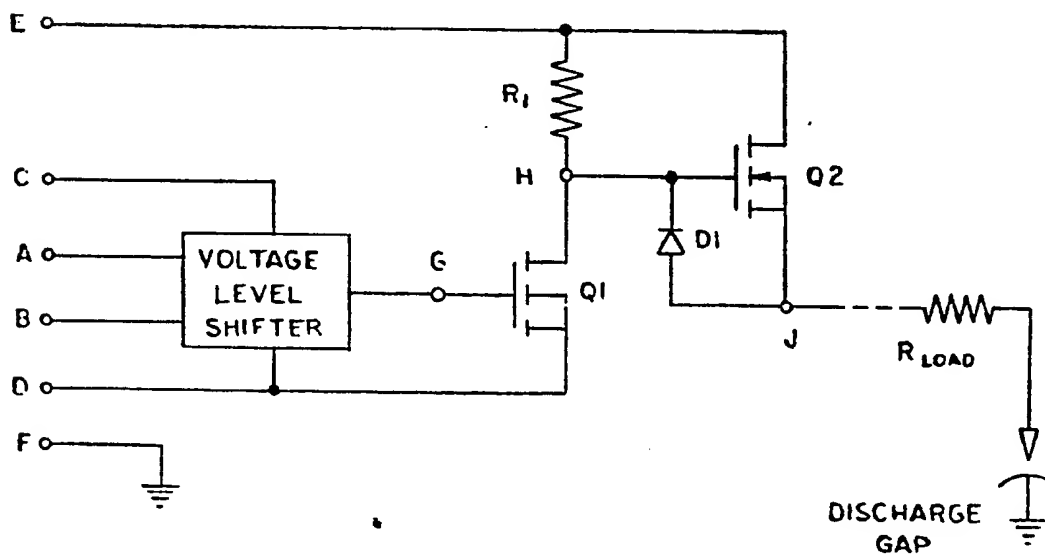 E
R1
C
H
Q2
A
VOLTAGE
LEVEL
SHIFTER
G
Q1
D1
B
J
RLOAD
D
F
DISCHARGE
GAP